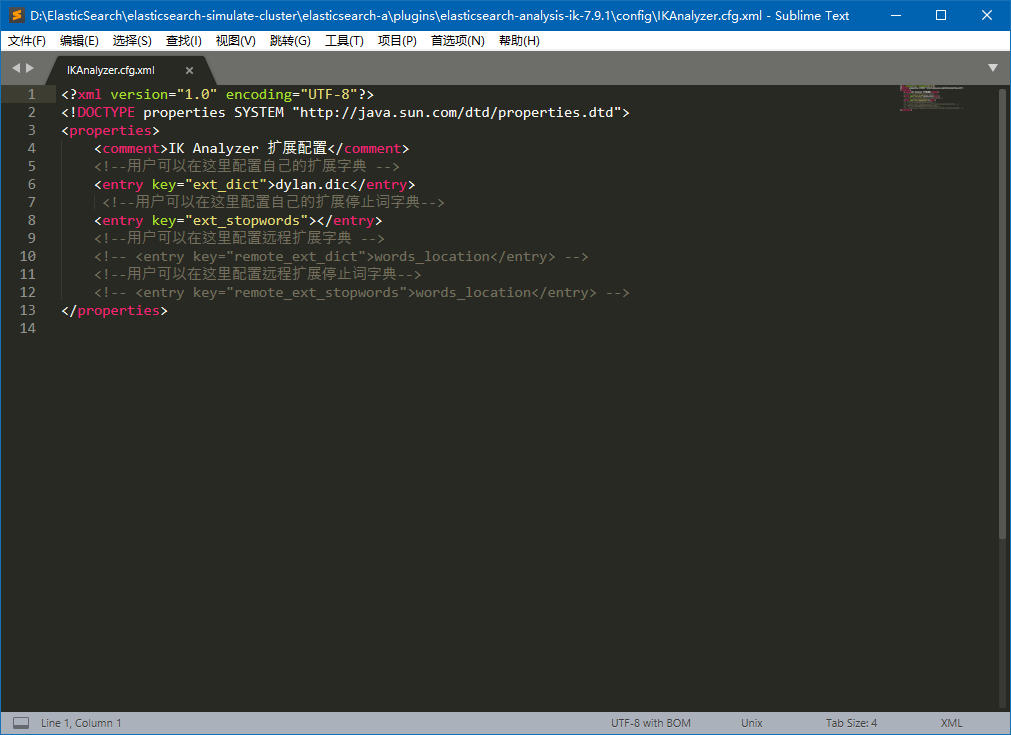 D:\ElasticSearch\elasticsearch-simulate-cluster\elasticsearch-a\plugins\elasticsearch-analysis-ik-7.9.1\config\IKAnalyzer.cfg.xml - Sublime Text
文件(F) 编辑(E) 选择(S) 查找(I) 视图(V) 跳转(G) 工具(T) 项目(P) 首选项(N) 帮助(H)
IKAnalyzer.cfg.xml
1 <?xml version="1.0" encoding="UTF-8"?>
2 <!DOCTYPE properties SYSTEM "http://java.sun.com/dtd/properties.dtd">
3 <properties>
4 <comment>IK Analyzer 扩展配置</comment>
5 <!--用户可以在这里配置自己的扩展字典 -->
6 <entry key="ext_dict">dylan.dic</entry>
7 <!--用户可以在这里配置自己的扩展停止词字典-->
8 <entry key="ext_stopwords"></entry>
9 <!--用户可以在这里配置远程扩展字典 -->
10 <!-- <entry key="remote_ext_dict">words_location</entry> -->
11 <!--用户可以在这里配置远程扩展停止词字典-->
12 <!-- <entry key="remote_ext_stopwords">words_location</entry> -->
13 </properties>
14
Line 1, Column 1 UTF-8 with BOM Unix Tab Size: 4 XML